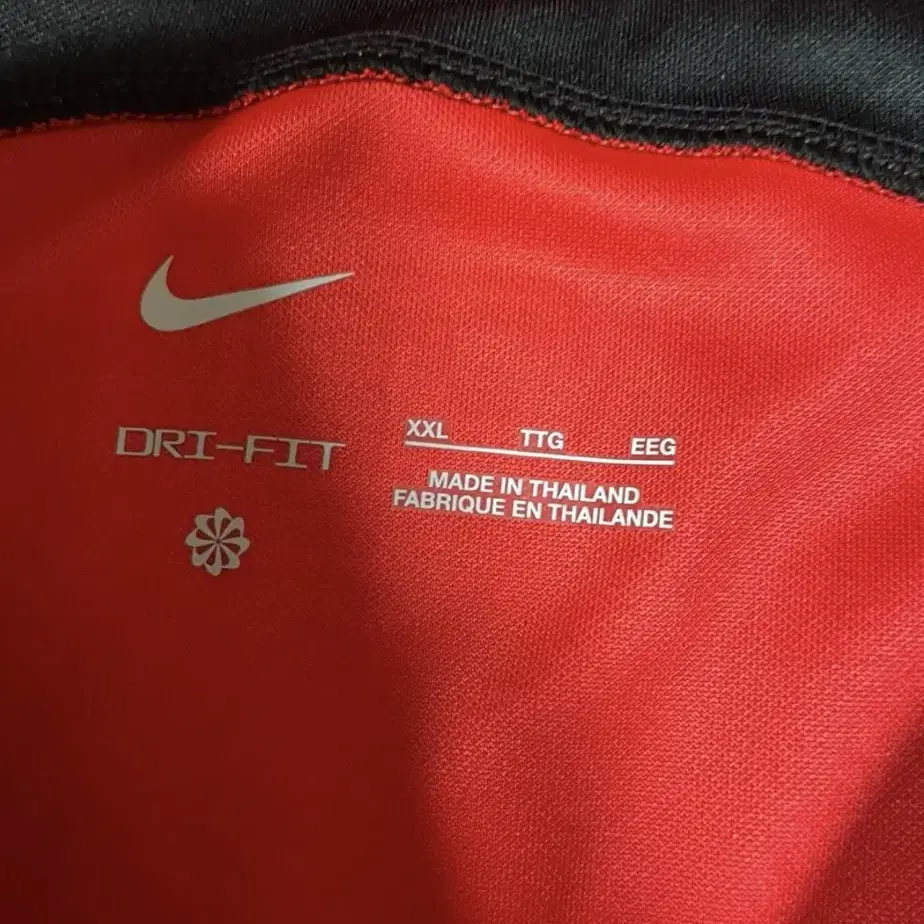 DRI-FIT
XXL TTG EEG
MADE IN THAILAND
FABRIQUE EN THAILANDE